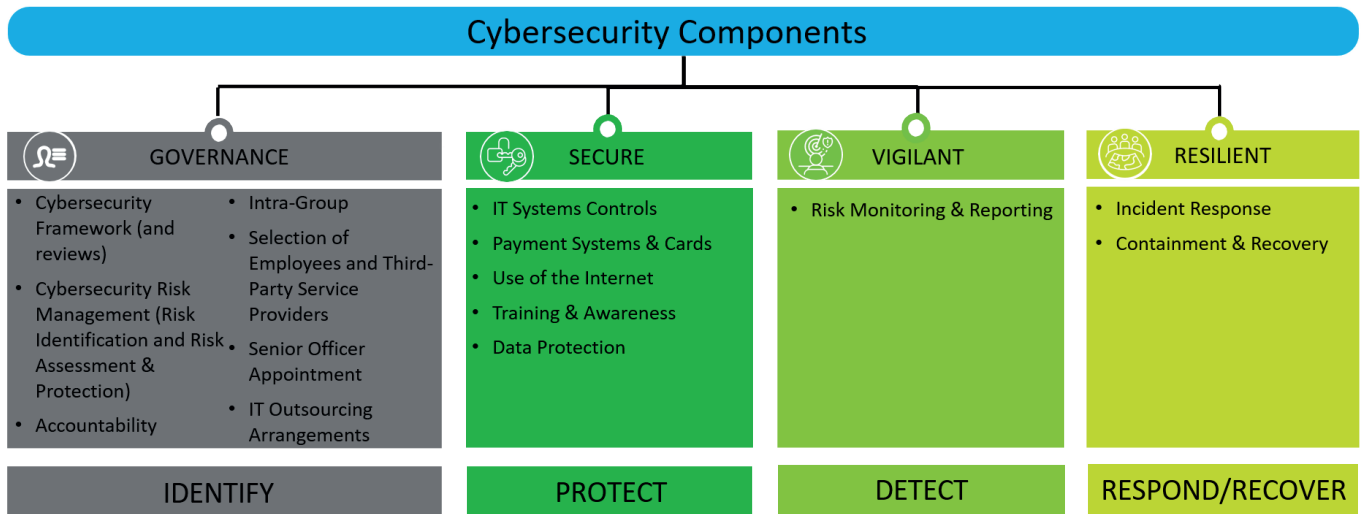 Cybersecurity Components
GOVERNANCE
• Cybersecurity
Framework (and
reviews)
• Cybersecurity Risk
Management (Risk
Identification and Risk
Assessment &
Protection)
• Accountability
• Intra-Group
• Selection of
Employees and Third-
Party Service
Providers
• Senior Officer
Appointment
• IT Outsourcing
Arrangements
IDENTIFY
SECURE
• IT Systems Controls
• Payment Systems & Cards
• Use of the Internet
• Training & Awareness
• Data Protection
PROTECT
VIGILANT
• Risk Monitoring & Reporting
DETECT
RESILIENT
• Incident Response
• Containment & Recovery
RESPOND/RECOVER